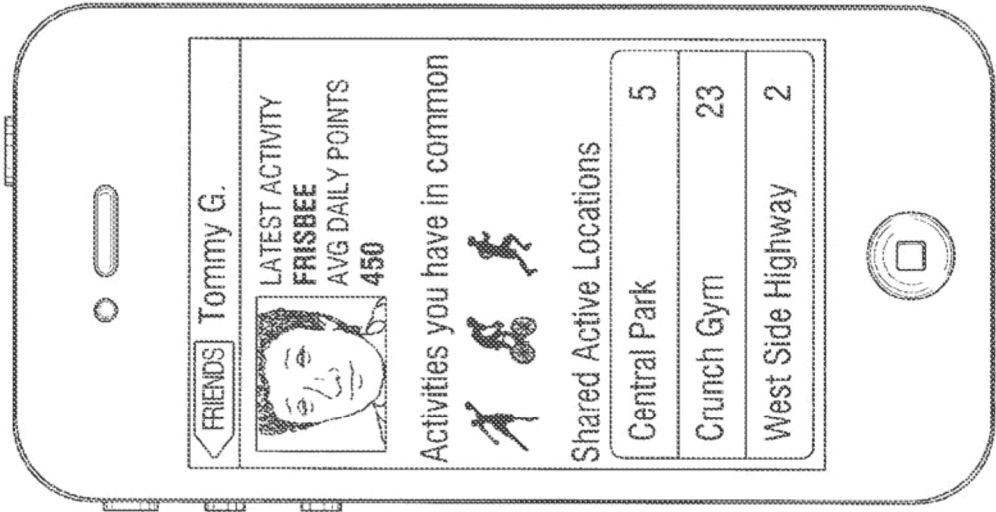 FRIENDS Tommy G.
LATEST ACTIVITY
FRISBEE
AVG DAILY POINTS
450
Activities you have in common
Shared Active Locations
Central Park 5
Crunch Gym 23
West Side Highway 2